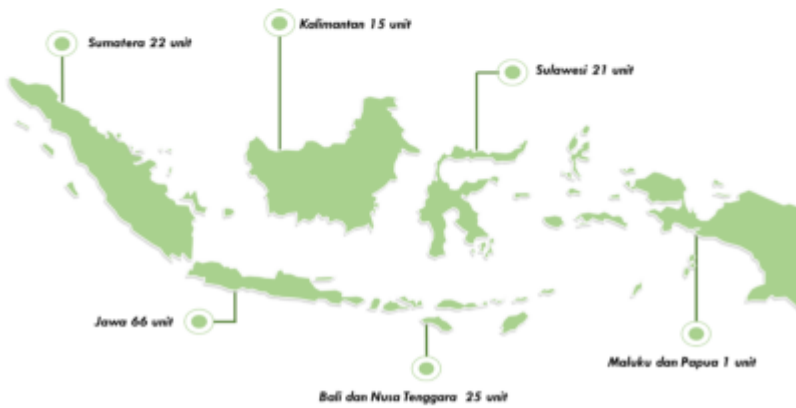 Kalimantan 15 unit
Sumatera 22 unit
Sulawesi 21 unit
Jawa 66 unit
Maluku dan Papua 1 unit
Bali dan Nusa Tenggara 25 unit